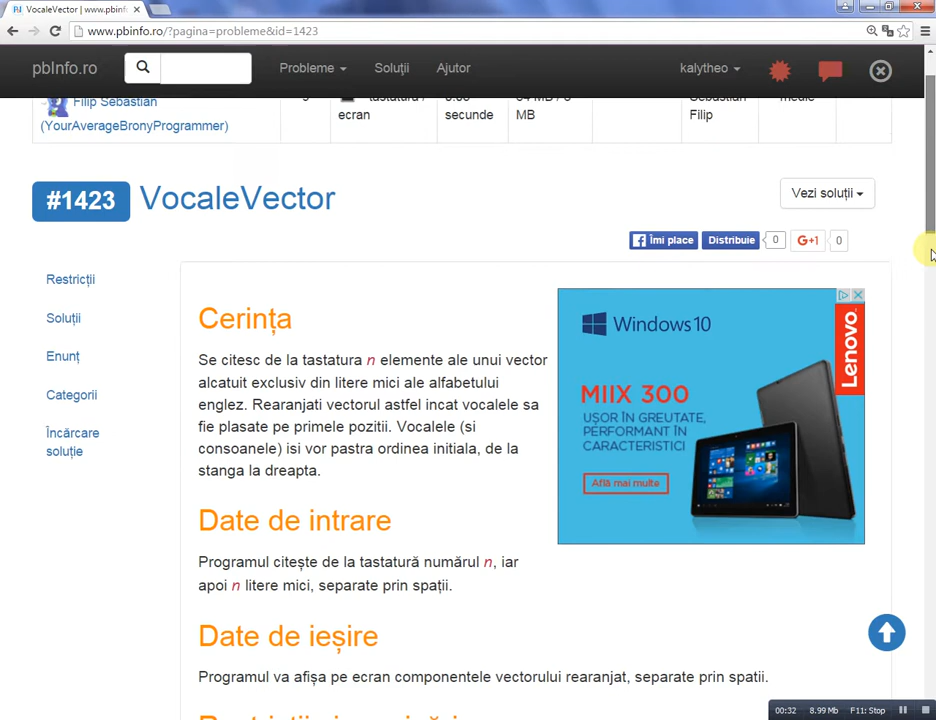 VocaleVector | www.pbinf
www.pbinfo.ro/?pagina=probleme&id=1423
pbInfo.ro
Probleme
Soluții
Ajutor
kalytheo
Filip Sebastian
(YourAverageBronyProgrammer)
tastatura /
ecran
secunde
MB
Sebastian
Filip
medie
#1423
VocaleVector
Vezi soluții
Îmi place
Distribuie
0
G+1
0
Restricții
Soluții
Enunț
Categorii
Încărcare
soluție
Cerința
Se citesc de la tastatura n elemente ale unui vector
alcatuit exclusiv din litere mici ale alfabetului
englez. Rearanjati vectorul astfel incat vocalele sa
fie plasate pe primele pozitii. Vocalele (si
consoanele) isi vor pastra ordinea initiala, de la
stanga la dreapta.
Windows10
Lenovo
MIIX 300
UȘOR ÎN GREUTATE,
PERFORMANT ÎN
CARACTERISTICI
Află mai multe
Date de intrare
Programul citește de la tastatură numărul n, iar
apoi n litere mici, separate prin spații.
Date de ieșire
Programul va afișa pe ecran componentele vectorului rearanjat, separate prin spatii.
00:32
8.99 Mb
F11: Stop